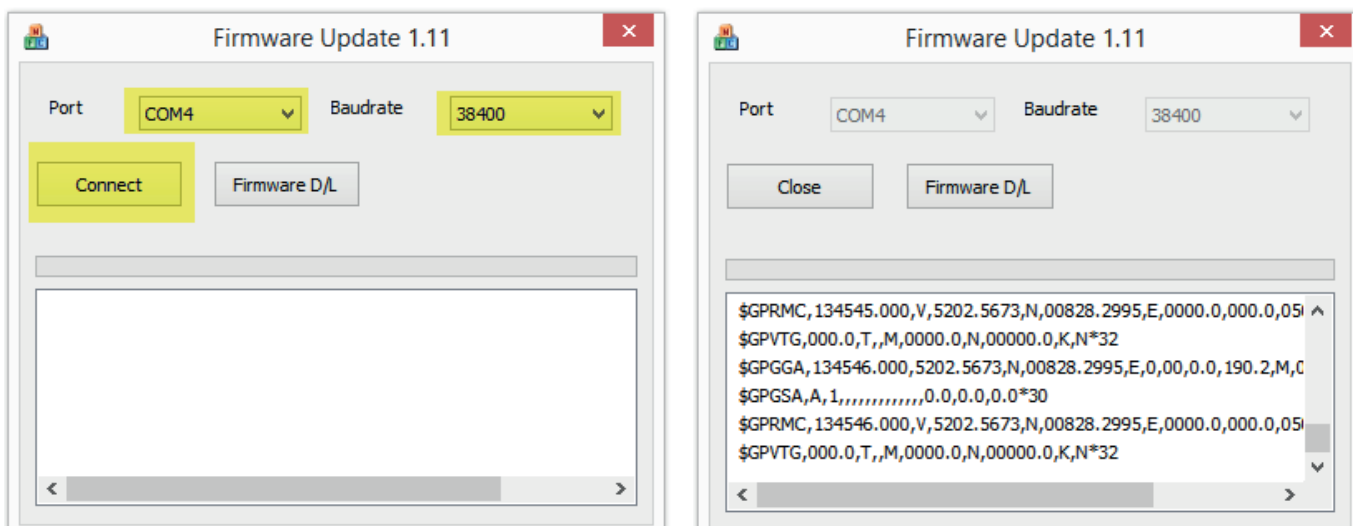 Firmware Update 1.11
Port COM4 Baudrate 38400
Connect Firmware D/L
Firmware Update 1.11
Port COM4 Baudrate 38400
Close Firmware D/L
$GPRMC,134545.000,V,5202.5673,N,00828.2995,E,0000.0,000.0,05
$GPVTG,000.0,T,,M,0000.0,N,00000.0,K,N*32
$GPGGA,134546.000,5202.5673,N,00828.2995,E,0,00,0.0,190.2,M,0
$GPGSA,A,1,,,,,,,,,,,,,0.0,0.0,0.0*30
$GPRMC,134546.000,V,5202.5673,N,00828.2995,E,0000.0,000.0,05
$GPVTG,000.0,T,,M,0000.0,N,00000.0,K,N*32